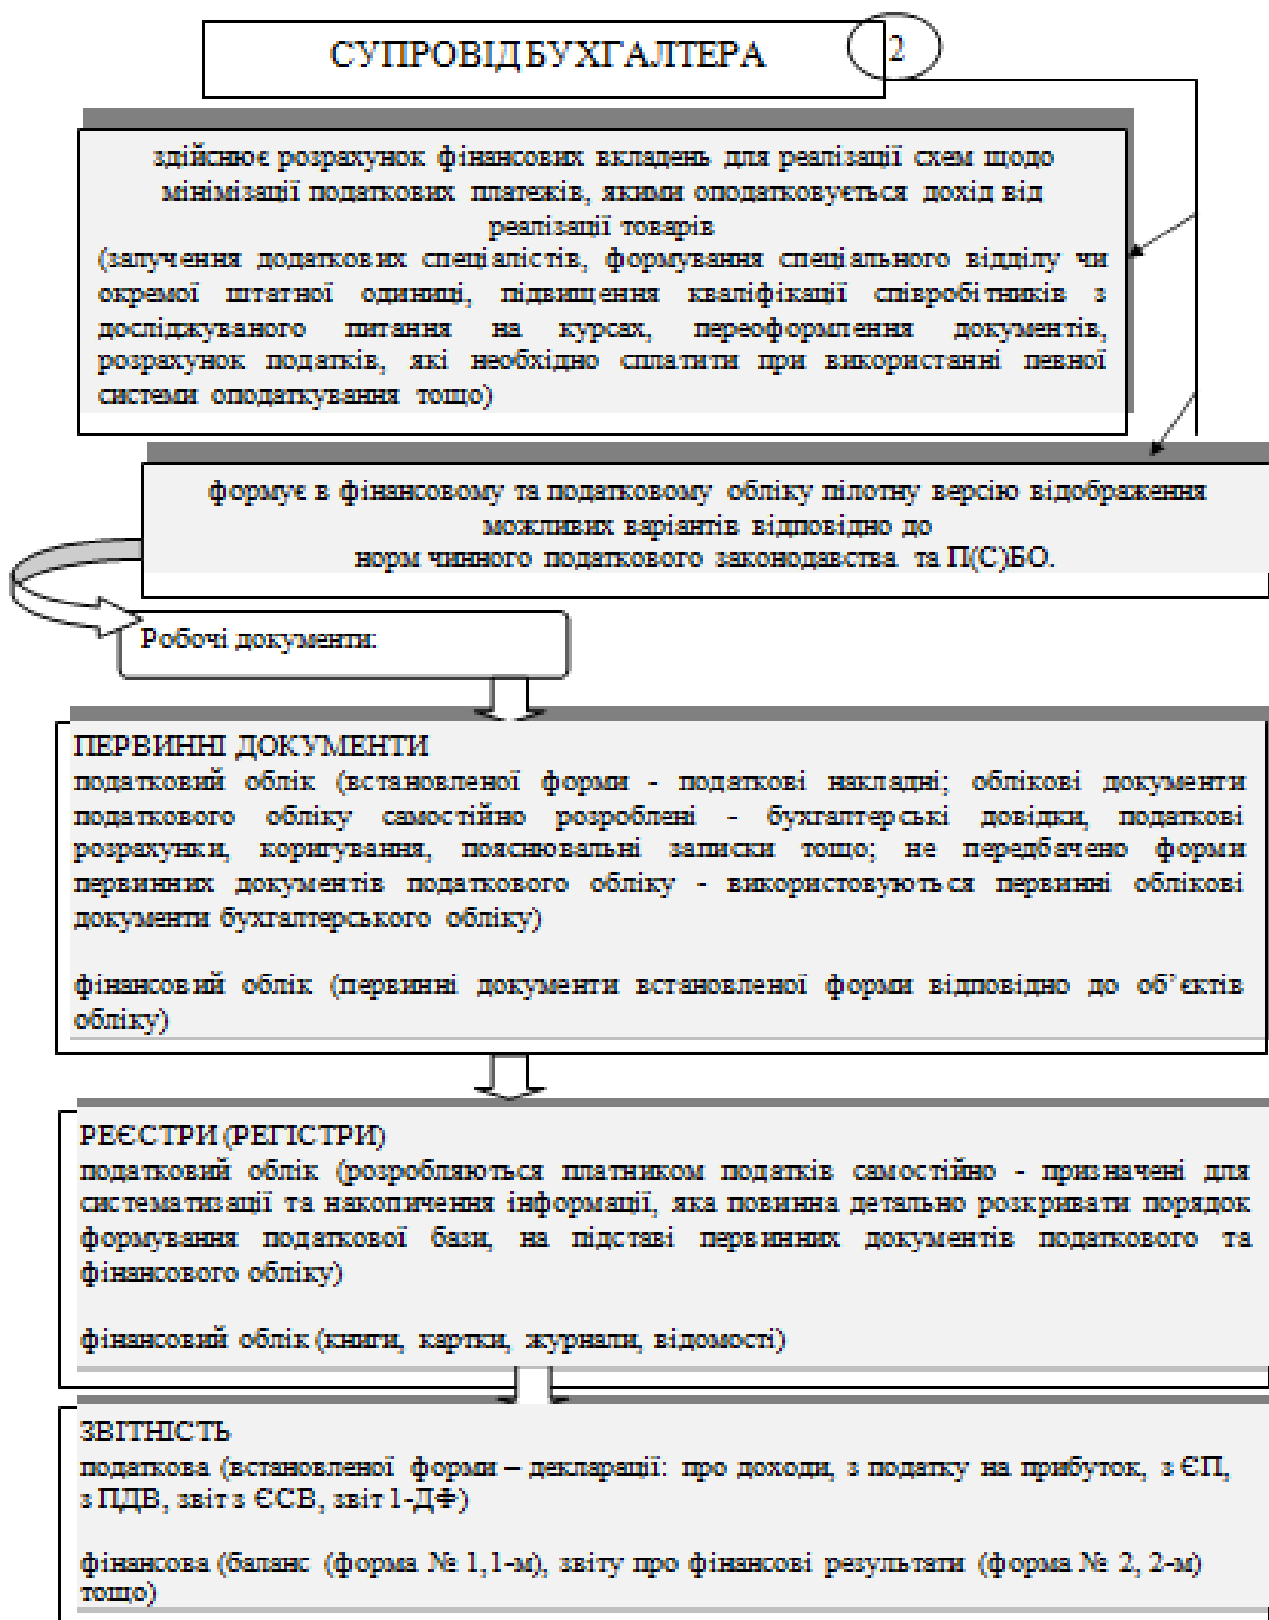 СУПРОВІД БУХГАЛТЕРА
2
здійснює розрахунок фінансових вкладень для реалізації схем щодо
мінімізації податкових платежів, якими оподатковується дохід від
реалізації товарів
(залучення додаткових спеціалістів, формування спеціального відділу чи
окремої штатної одиниці, підвищення кваліфікації співробітників з
досліджуваного питання на курсах, переоформлення документів,
розрахунок податків, які необхідно сплатити при використанні певної
системи оподаткування тощо)
формує в фінансовому та податковому обліку пілотну версію відображення
можливих варіантів відповідно до
норм чинного податкового законодавства та П(С)БО.
Робочі документи:
ПЕРВИННІ ДОКУМЕНТИ
податковий облік (встановленої форми - податкові накладні; облікові документи
податкового обліку самостійно розроблені - бухгалтерські довідки, податкові
розрахунки, коригування, пояснювальні записки тощо; не передбачено форми
первинних документів податкового обліку - використовуються первинні облікові
документи бухгалтерського обліку)
фінансовий облік (первинні документи встановленої форми відповідно до об’єктів
обліку)
РЕЄСТРИ (РЕГІСТРИ)
податковий облік (розробляються платником податків самостійно - призначені для
систематизації та накопичення інформації, яка повинна детально розкривати порядок
формування податкової бази, на підставі первинних документів податкового та
фінансового обліку)
фінансовий облік (книги, картки, журнали, відомості)
ЗВІТНІСТЬ
податкова (встановленої форми – декларації: про доходи, з податку на прибуток, з ЄП,
з ПДВ, звіт з ЄСВ, звіт 1-ДФ)
фінансова (баланс (форма № 1,1-м), звіту про фінансові результати (форма № 2, 2-м)
тощо)